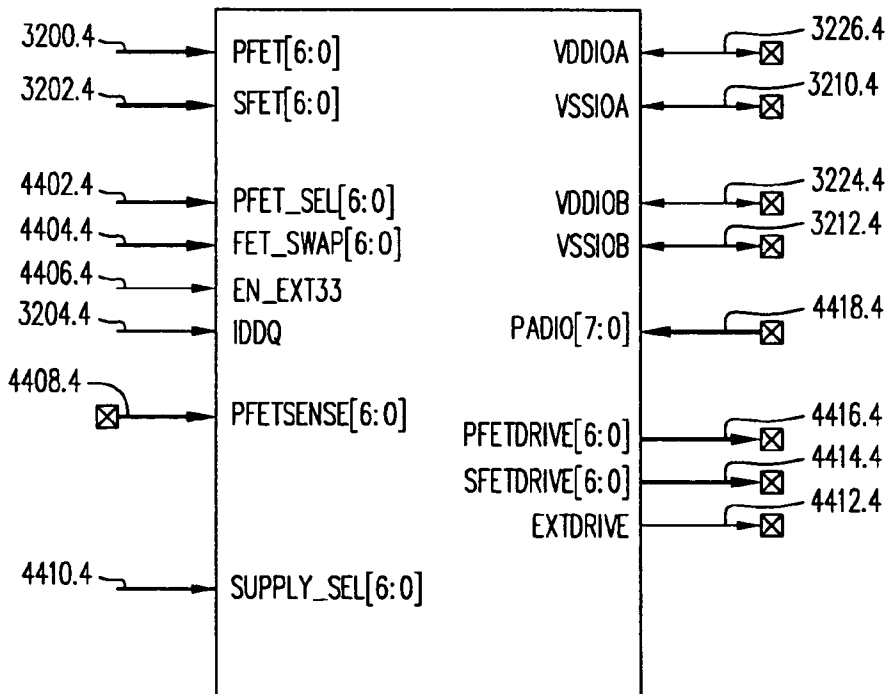 3200.4 PFET[6:0] VDDIOA 3226.4
3202.4 SFET[6:0] VSSIOA 3210.4
4402.4 PFET_SEL[6:0] VDDIOB 3224.4
4404.4 FET_SWAP[6:0] VSSIOB 3212.4
4406.4 EN_EXT33
3204.4 IDDQ PADIO[7:0] 4418.4
4408.4 PFETSENSE[6:0]
PFETDRIVE[6:0] 4416.4
SFETDRIVE[6:0] 4414.4
EXTDRIVE 4412.4
4410.4 SUPPLY_SEL[6:0]